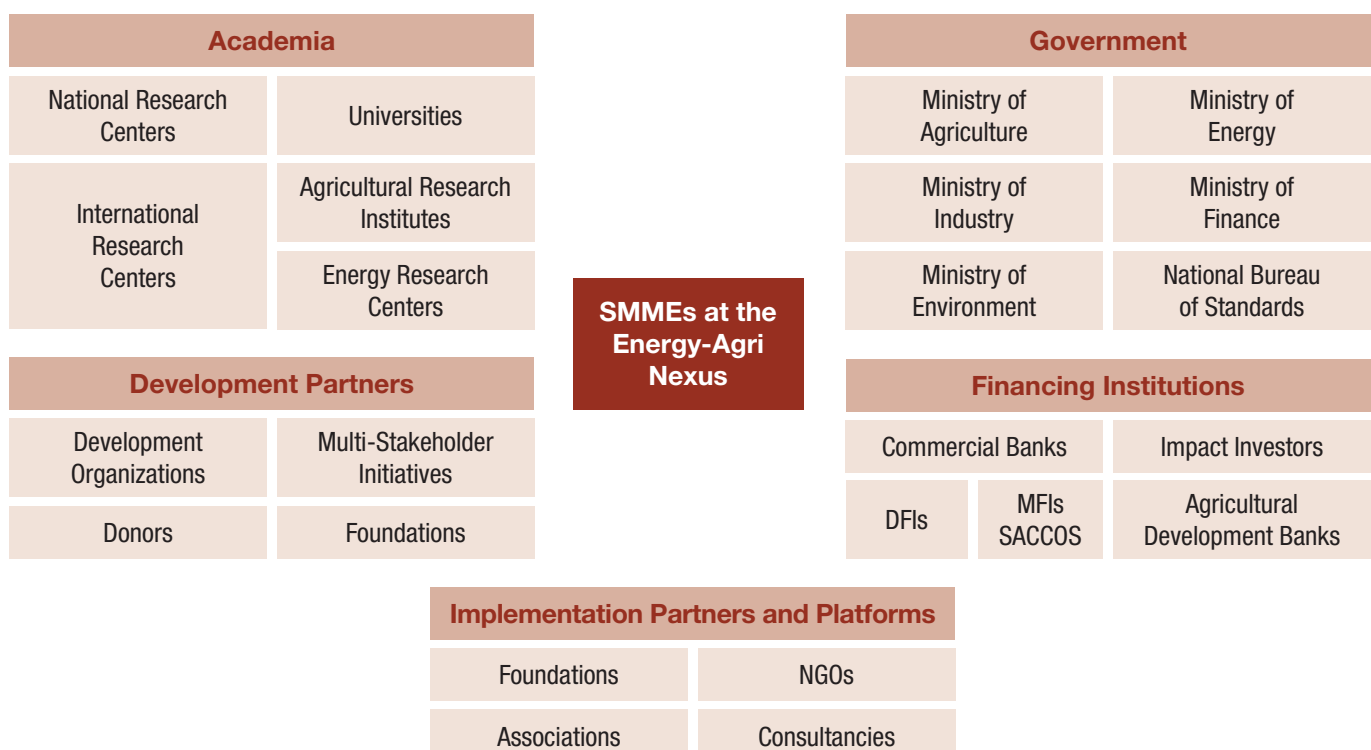 Academia
National Research
Centers
Universities
International
Research
Centers
Agricultural Research
Institutes
Energy Research
Centers
Development Partners
Development
Organizations
Multi-Stakeholder
Initiatives
Donors
Foundations
SMMEs at the
Energy-Agri
Nexus
Government
Ministry of
Agriculture
Ministry of
Energy
Ministry of
Industry
Ministry of
Finance
Ministry of
Environment
National Bureau
of Standards
Financing Institutions
Commercial Banks
Impact Investors
DFIs
MFIs
SACCOS
Agricultural
Development Banks
Implementation Partners and Platforms
Foundations
NGOs
Associations
Consultancies